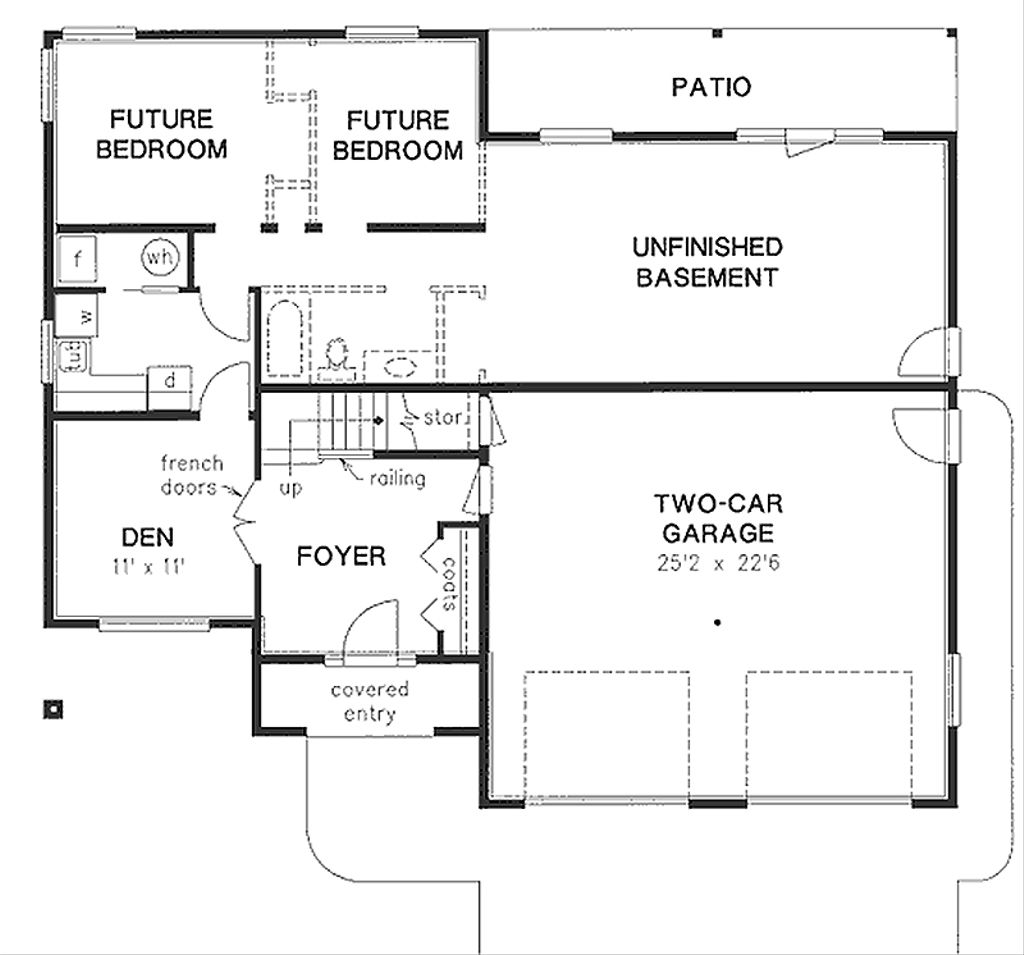 PATIO
FUTURE
BEDROOM
FUTURE
BEDROOM
UNFINISHED
BASEMENT
f
wh
w
tub
d
stor.
up
railing
french
doors
DEN
11' x 11'
FOYER
coats
TWO-CAR
GARAGE
25'2 x 22'6
covered
entry